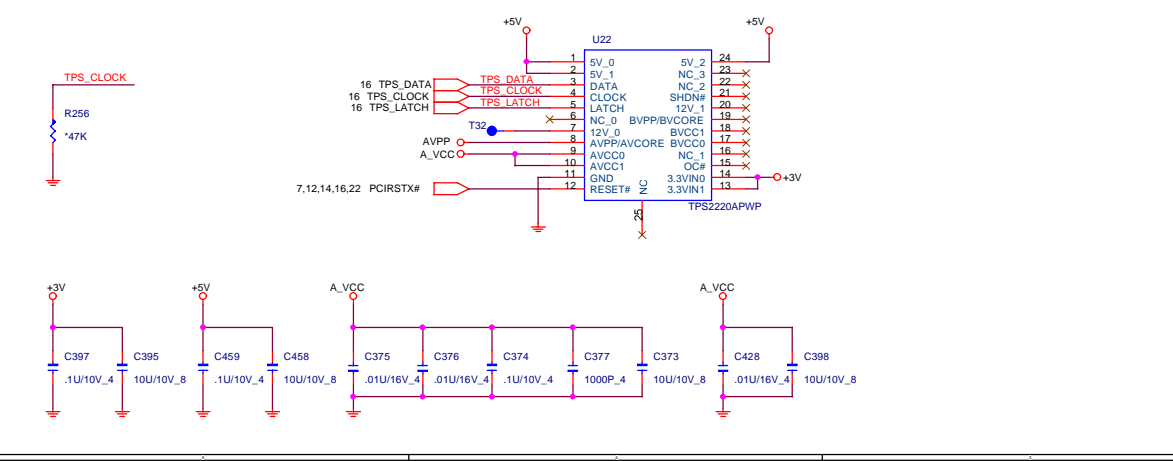 +5V
+5V
U22
TPS_CLOCK
R256
*47K
16 TPS_DATA
16 TPS_CLOCK
16 TPS_LATCH
TPS_DATA
TPS_CLOCK
TPS_LATCH
T32
AVPP
A_VCC
7,12,14,16,22 PCIRSTX#
1 5V_0 5V_2 24
2 5V_1 NC_3 23
3 DATA NC_2 22
4 CLOCK SHDN# 21
5 LATCH 12V_1 20
6 NC_0 BVPP/BVCORE 19
7 12V_0 BVCC1 18
8 AVPP/AVCORE BVCC0 17
9 AVCC0 NC_1 16
10 AVCC1 OC# 15
11 GND 3.3VIN0 14
12 RESET# 3.3VIN1 13
NC
25
+3V
TPS2220APWP
+3V
+5V
A_VCC
A_VCC
C397
C395
C459
C458
C375
C376
C374
C377
C373
C428
C398
.1U/10V_4
10U/10V_8
.1U/10V_4
10U/10V_8
.01U/16V_4
.01U/16V_4
.1U/10V_4
1000P_4
10U/10V_8
.01U/16V_4
10U/10V_8